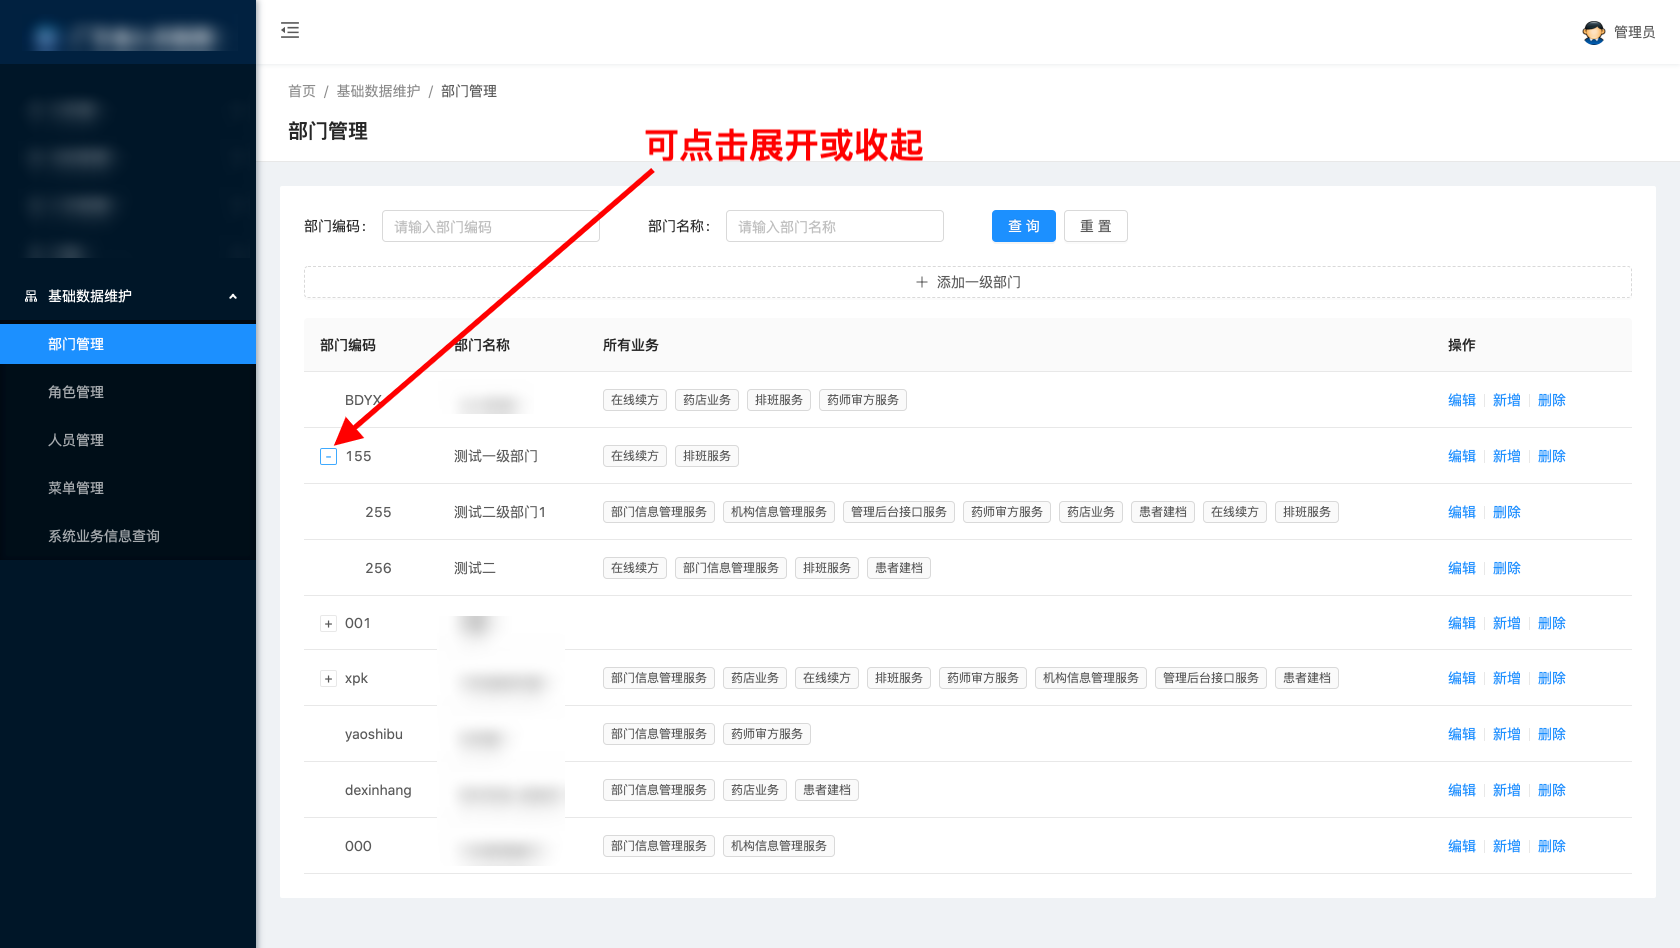 管理员
首页 / 基础数据维护 / 部门管理
部门管理
可点击展开或收起
基础数据维护
部门管理
角色管理
人员管理
菜单管理
系统业务信息查询
部门编码： 请输入部门编码 部门名称： 请输入部门名称 查 询 重 置
+ 添加一级部门
部门编码 部门名称 所有业务 操作
BDYX 在线续方 药店业务 排班服务 药师审方服务 编辑 新增 删除
- 155 测试一级部门 在线续方 排班服务 编辑 新增 删除
255 测试二级部门1 部门信息管理服务 机构信息管理服务 管理后台接口服务 药师审方服务 药店业务 患者建档 在线续方 排班服务 编辑 删除
256 测试二 在线续方 部门信息管理服务 排班服务 患者建档 编辑 删除
+ 001 编辑 新增 删除
+ xpk 部门信息管理服务 药店业务 在线续方 排班服务 药师审方服务 机构信息管理服务 管理后台接口服务 患者建档 编辑 新增 删除
yaoshibu 部门信息管理服务 药师审方服务 编辑 新增 删除
dexinhang 部门信息管理服务 药店业务 患者建档 编辑 新增 删除
000 部门信息管理服务 机构信息管理服务 编辑 新增 删除